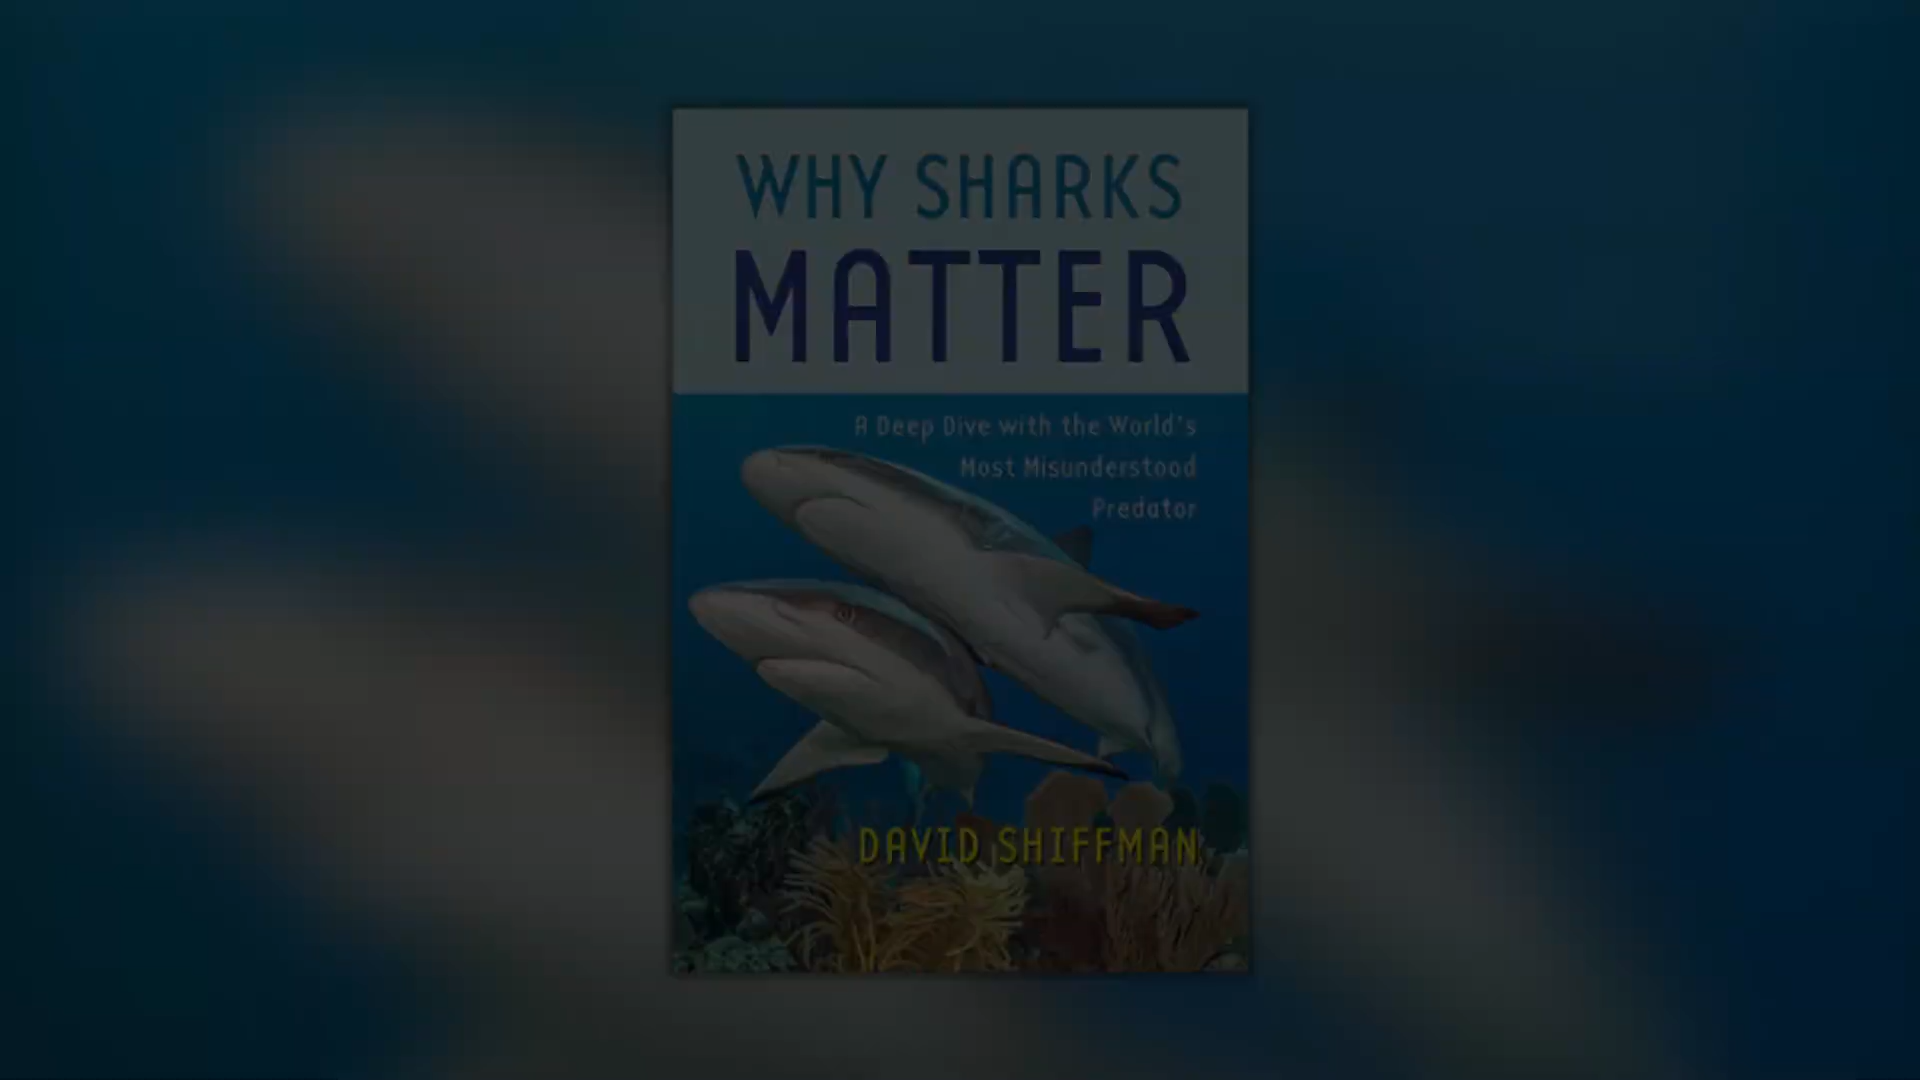 WHY SHARKS
MATTER
A Deep Dive with the World's
Most Misunderstood
Predator
DAVID SHIFFMAN